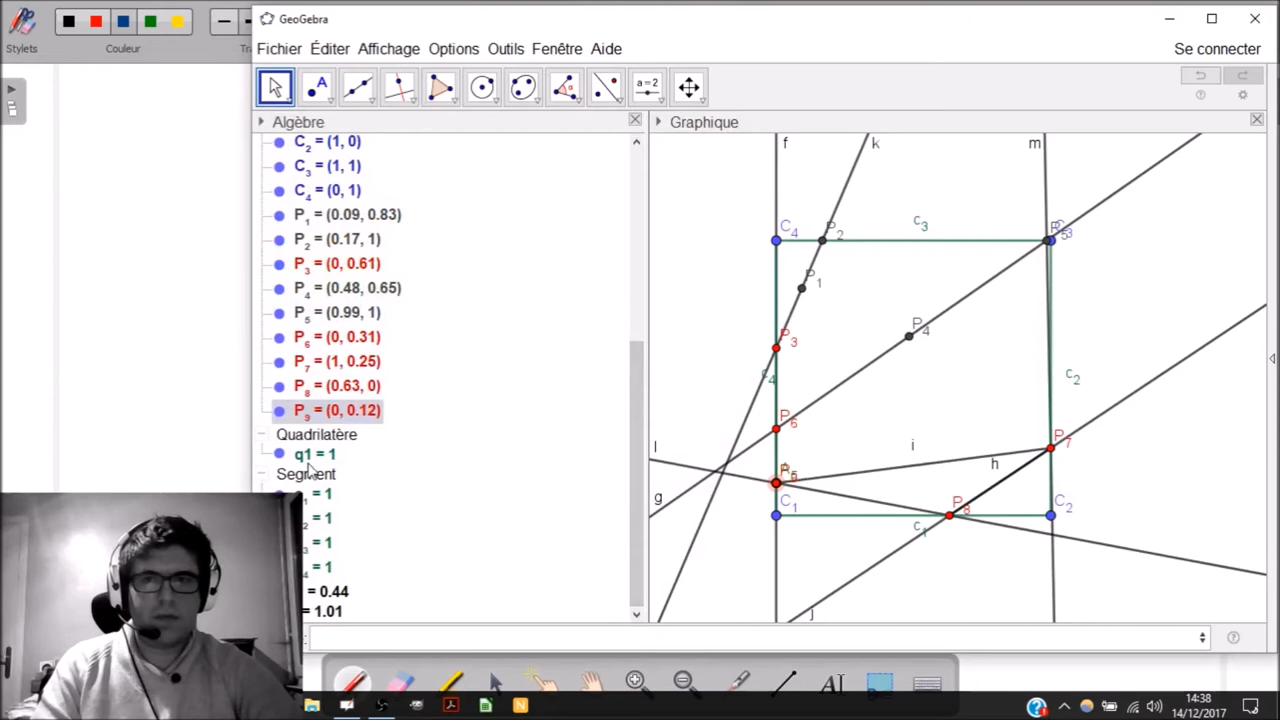 GeoGebra
Stylets
Couleur
Fichier Éditer Affichage Options Outils Fenêtre Aide
Se connecter
A
a=2
Algèbre
Graphique
C₂ = (1, 0)
C₃ = (1, 1)
C₄ = (0, 1)
P₁ = (0.09, 0.83)
P₂ = (0.17, 1)
P₃ = (0, 0.61)
P₄ = (0.48, 0.65)
P₅ = (0.99, 1)
P₆ = (0, 0.31)
P₇ = (1, 0.25)
P₈ = (0.63, 0)
P₉ = (0, 0.12)
Quadrilatère
q1 = 1
Segment
= 1
= 1
= 1
= 1
= 0.44
= 1.01
f
k
m
C₄
P₂
c₃
P₁
P₃
P₄
c₄
c₂
P₆
P₇
l
i
h
g
C₁
P₈
C₂
c₁
j
AI
14:38
14/12/2017